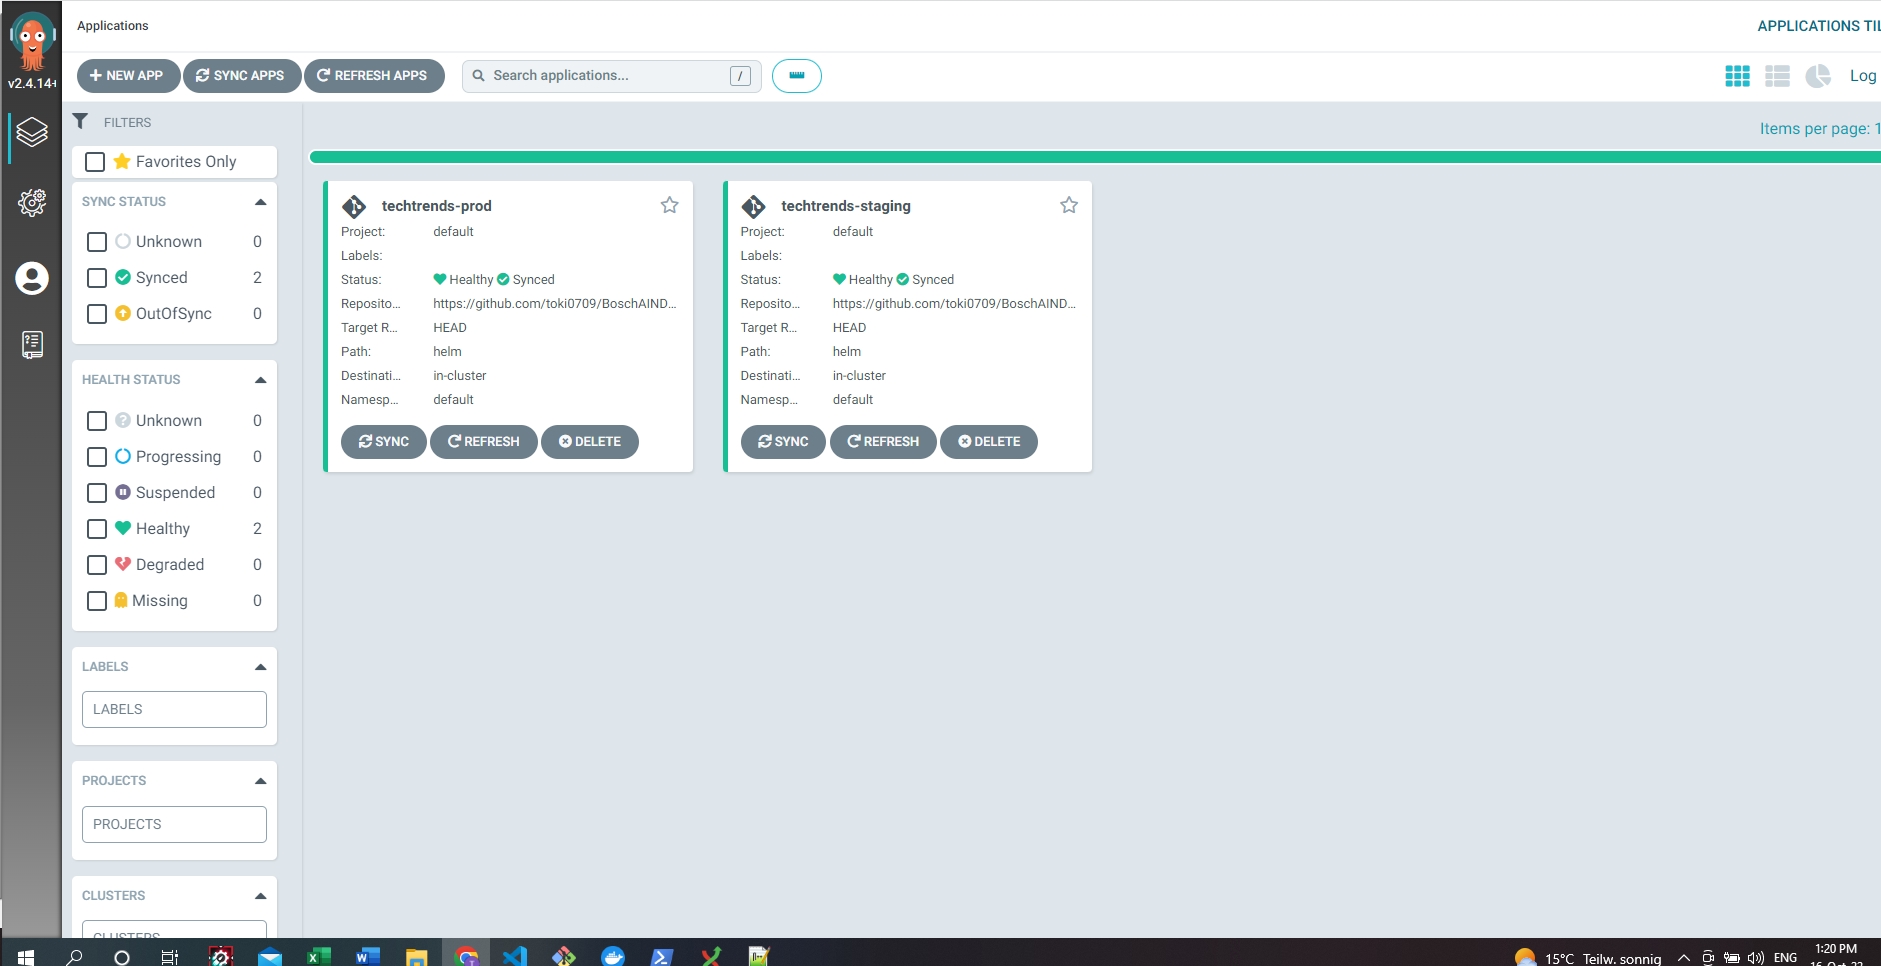 Applications
APPLICATIONS TIL
v2.4.14+
NEW APP
SYNC APPS
REFRESH APPS
Search applications...
/
Log
FILTERS
Items per page: 1
Favorites Only
SYNC STATUS
Unknown 0
Synced 2
OutOfSync 0
HEALTH STATUS
Unknown 0
Progressing 0
Suspended 0
Healthy 2
Degraded 0
Missing 0
LABELS
LABELS
PROJECTS
PROJECTS
CLUSTERS
CLUSTERS
techtrends-prod
Project: default
Labels:
Status: Healthy Synced
Reposito... https://github.com/toki0709/BoschAIND...
Target R... HEAD
Path: helm
Destinati... in-cluster
Namesp... default
SYNC
REFRESH
DELETE
techtrends-staging
Project: default
Labels:
Status: Healthy Synced
Reposito... https://github.com/toki0709/BoschAIND...
Target R... HEAD
Path: helm
Destinati... in-cluster
Namesp... default
SYNC
REFRESH
DELETE
15°C Teilw. sonnig
ENG
1:20 PM